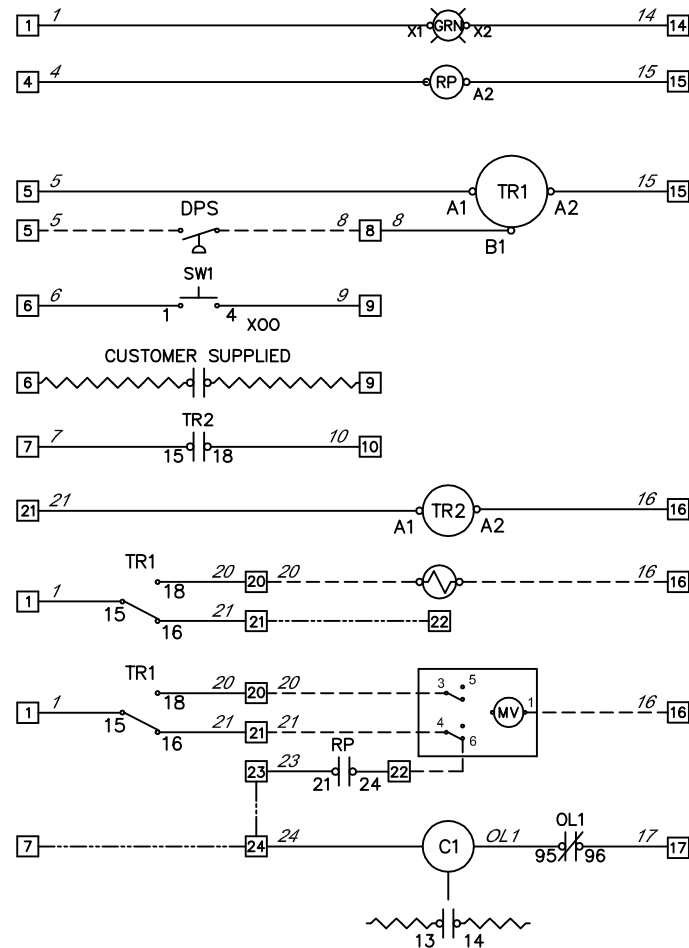 1 1 X1 GRN X2 14 14
4 4 RP A2 15 15
5 5 A1 TR1 A2 15 15
DPS
5 5 8 8 8 B1
SW1
6 6 1 4 9 9
XOO
CUSTOMER SUPPLIED
6 9
TR2
7 7 15 18 10 10
21 21 A1 TR2 A2 16 16
TR1
18 20 20 20 16 16
1 1 15
16 21 21 22
TR1
18 20 20 20 3 5
1 1 15 MV 1 16 16
16 21 21 21 4 6
RP
23 23 21 24 22
OL1
7 24 24 C1 OL1 95 96 17 17
13 14